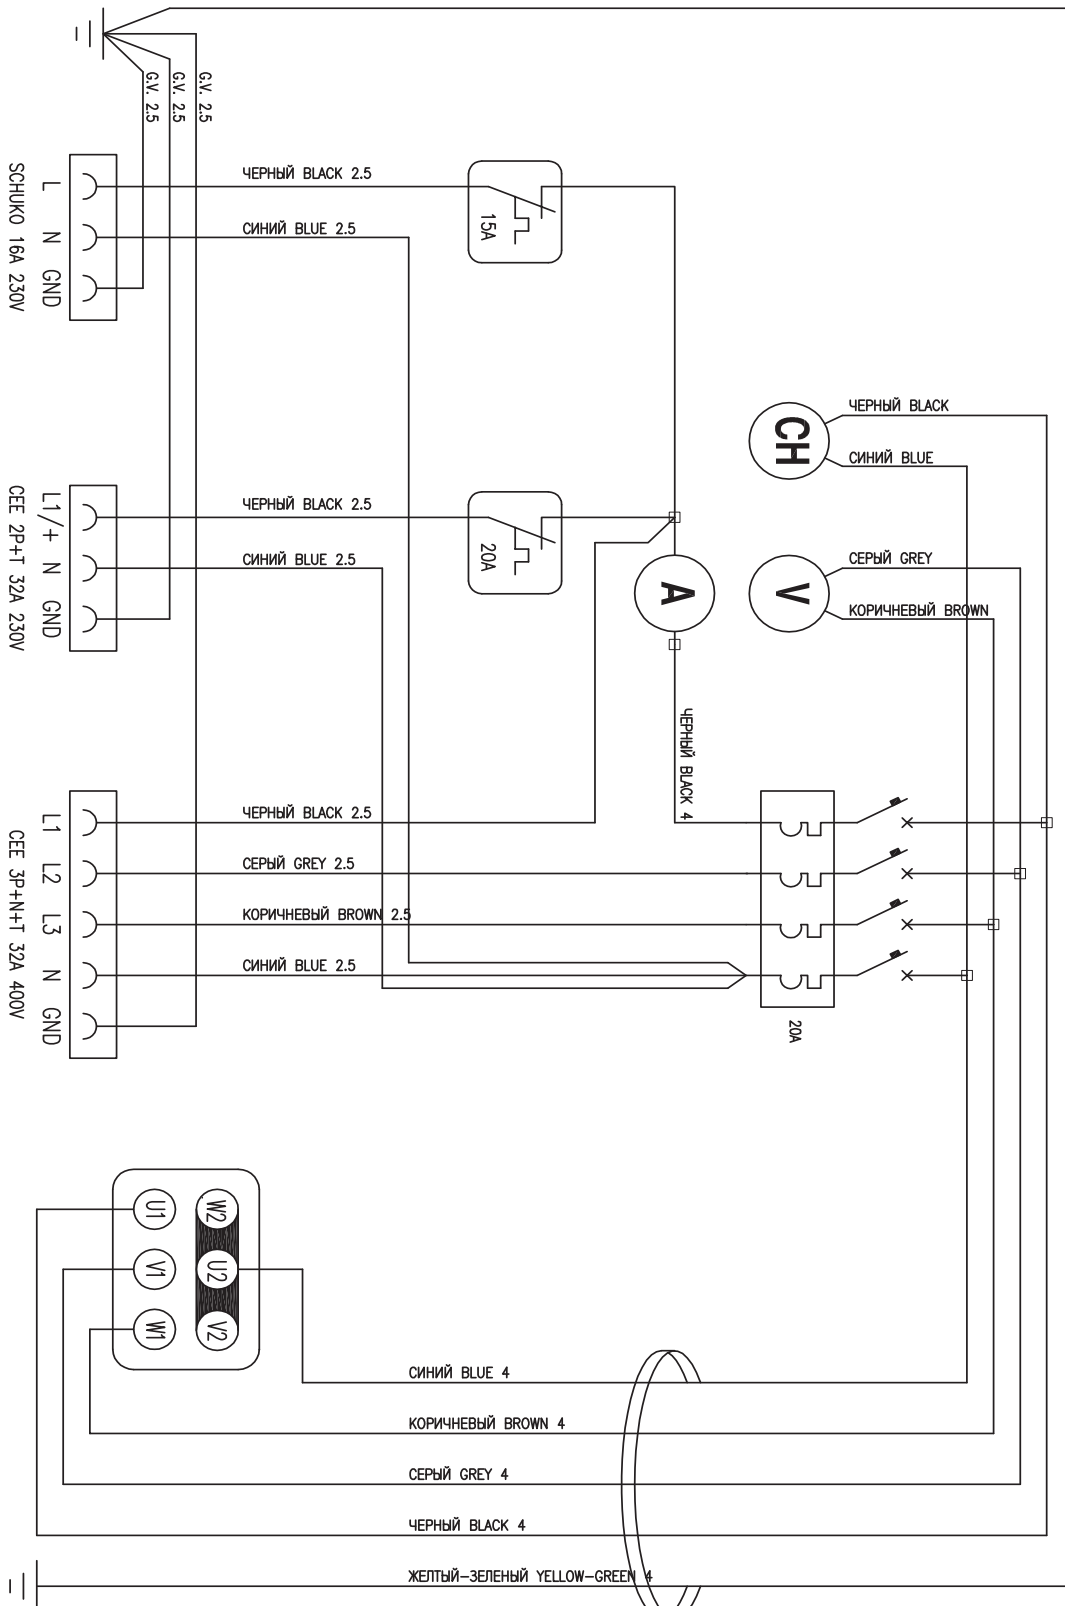 G.V. 2.5
G.V. 2.5
G.V. 2.5
SCHUKO 16A 230V
L
N
GND
ЧЕРНЫЙ BLACK 2.5
СИНИЙ BLUE 2.5
15A
CH
ЧЕРНЫЙ BLACK
СИНИЙ BLUE
CEE 2P+T 32A 230V
L1/+
N
GND
ЧЕРНЫЙ BLACK 2.5
СИНИЙ BLUE 2.5
20A
A
V
СЕРЫЙ GREY
КОРИЧНЕВЫЙ BROWN
ЧЕРНЫЙ BLACK 4
CEE 3P+N+T 32A 400V
L1
L2
L3
N
GND
ЧЕРНЫЙ BLACK 2.5
СЕРЫЙ GREY 2.5
КОРИЧНЕВЫЙ BROWN 2.5
СИНИЙ BLUE 2.5
20A
U1
V1
W1
W2
U2
V2
СИНИЙ BLUE 4
КОРИЧНЕВЫЙ BROWN 4
СЕРЫЙ GREY 4
ЧЕРНЫЙ BLACK 4
ЖЕЛТЫЙ-ЗЕЛЕНЫЙ YELLOW-GREEN 4